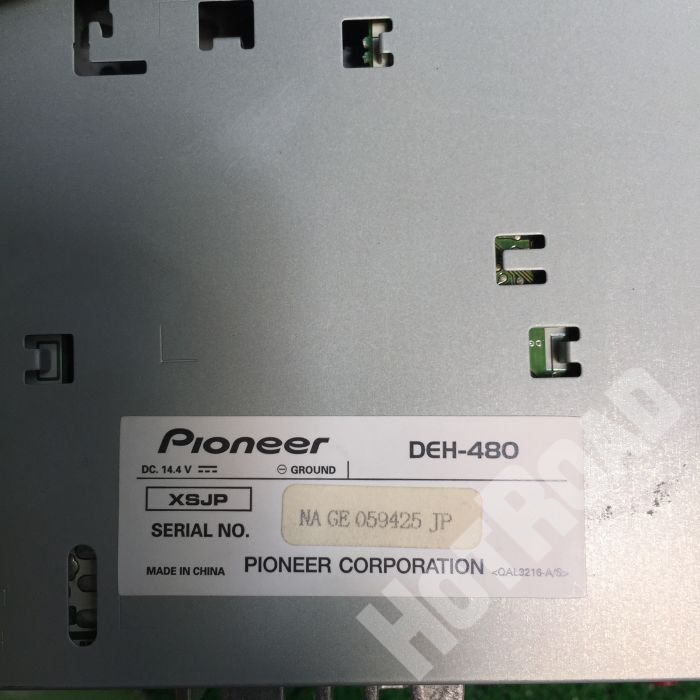 Pioneer DEH-480
DC. 14.4 V ⎓ ⊖ GROUND
XSJP
SERIAL NO. NA GE 059425 JP
MADE IN CHINA PIONEER CORPORATION <QAL3216-A/S>
DG
HOTROAD